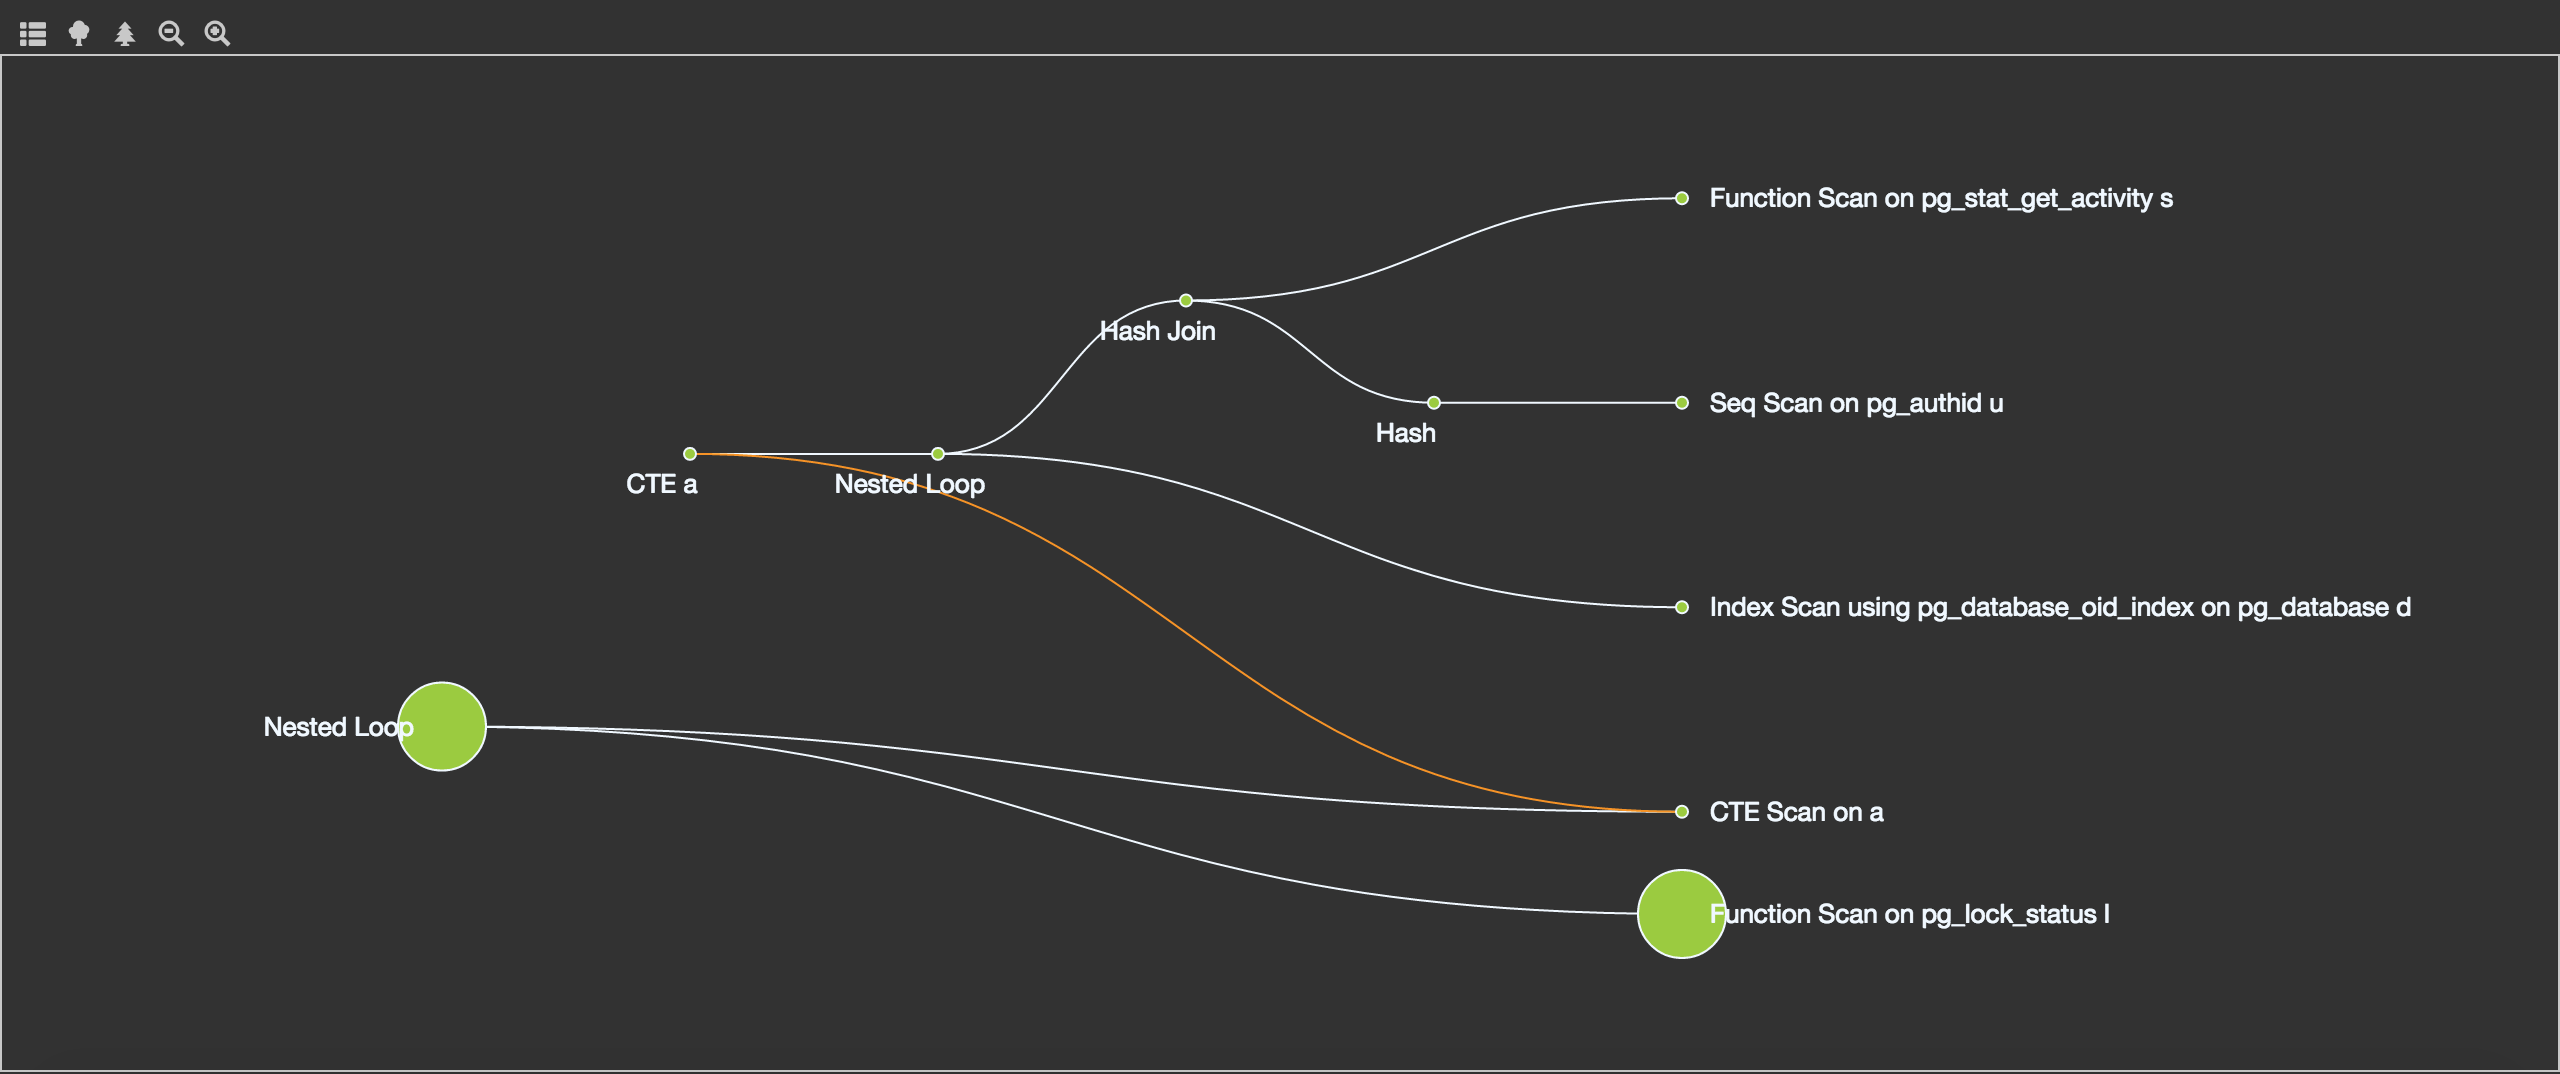 Function Scan on pg_stat_get_activity s
Hash Join
Seq Scan on pg_authid u
Hash
CTE a
Nested Loop
Index Scan using pg_database_oid_index on pg_database d
Nested Loop
CTE Scan on a
Function Scan on pg_lock_status l